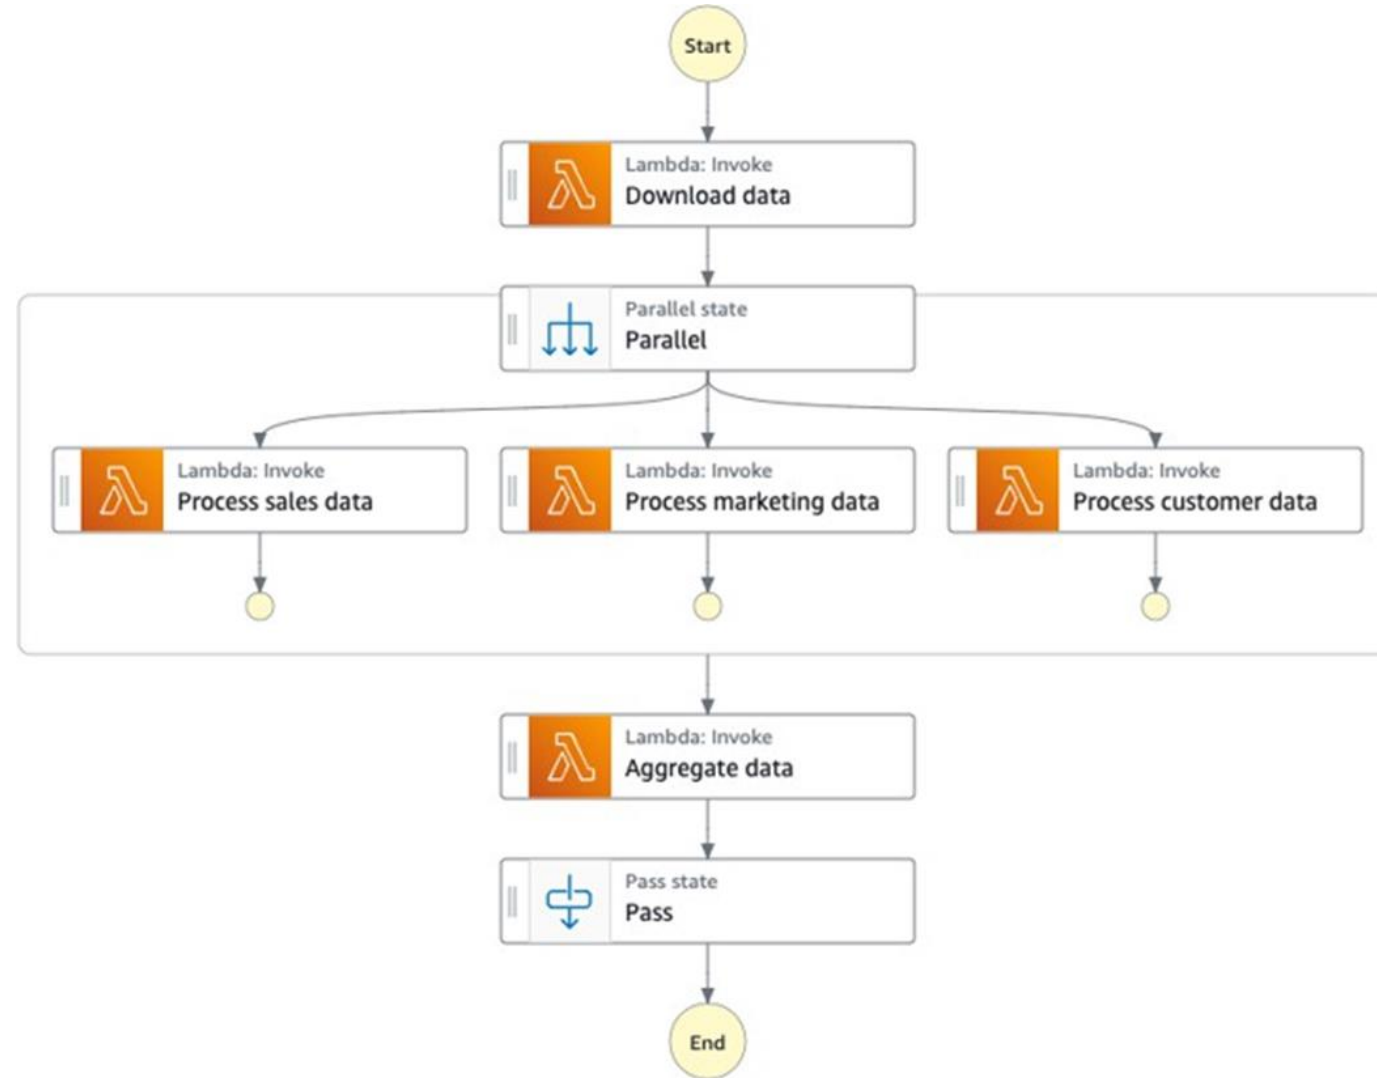 Start
Lambda: Invoke
Download data
Parallel state
Parallel
Lambda: Invoke
Process sales data
Lambda: Invoke
Process marketing data
Lambda: Invoke
Process customer data
Lambda: Invoke
Aggregate data
Pass state
Pass
End